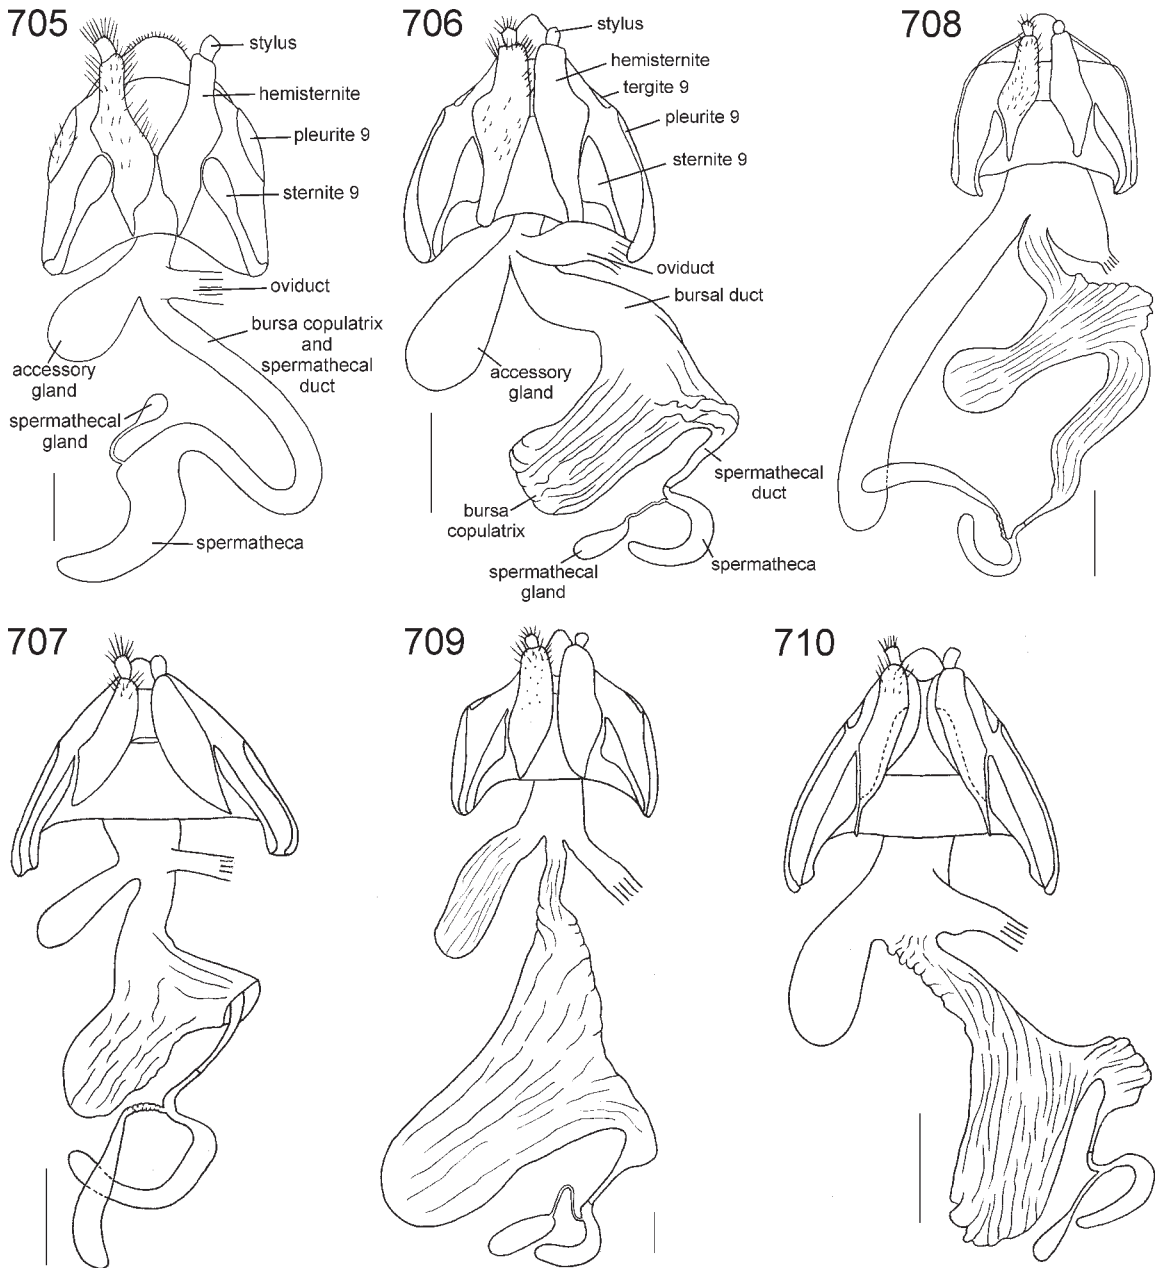 705
stylus
hemisternite
pleurite 9
sternite 9
oviduct
bursa copulatrix
and
spermathecal
duct
accessory
gland
spermathecal
gland
spermatheca
706
stylus
hemisternite
tergite 9
pleurite 9
sternite 9
oviduct
bursal duct
accessory
gland
spermathecal
duct
bursa
copulatrix
spermathecal
gland
spermatheca
708
707
709
710